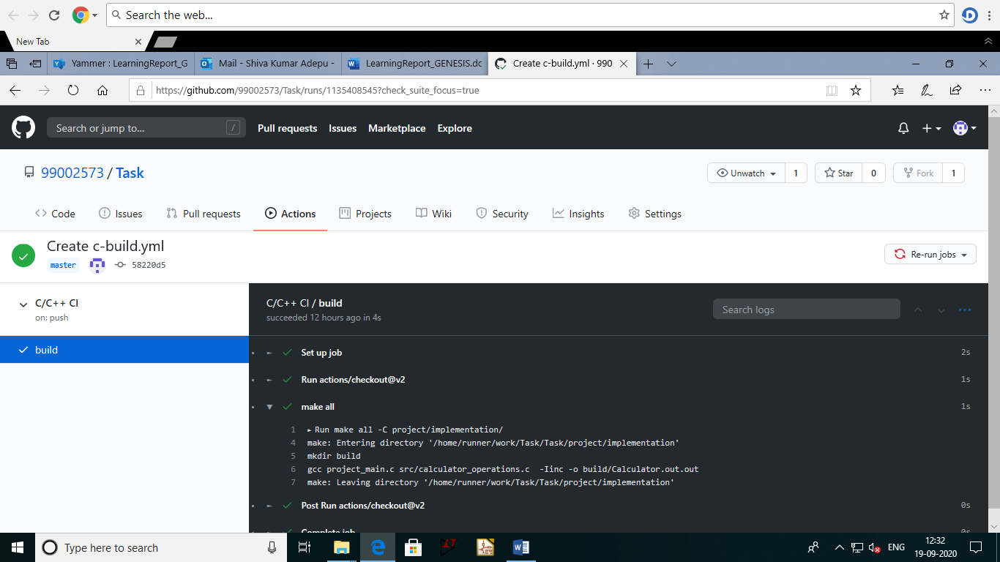 Search the web...
New Tab
Yammer : LearningReport_G
Mail - Shiva Kumar Adepu -
LearningReport_GENESIS.dc
Create c-build.yml · 990
https://github.com/99002573/Task/runs/1135408545?check_suite_focus=true
Search or jump to... /
Pull requests Issues Marketplace Explore
99002573 / Task
Unwatch 1 Star 0 Fork 1
Code Issues Pull requests Actions Projects Wiki Security Insights Settings
Create c-build.yml
master 58220d5
Re-run jobs
C/C++ CI
on: push
build
C/C++ CI / build
succeeded 12 hours ago in 4s
Search logs
Set up job 2s
Run actions/checkout@v2 1s
make all 1s
1 Run make all -C project/implementation/
4 make: Entering directory '/home/runner/work/Task/Task/project/implementation'
5 mkdir build
6 gcc project_main.c src/calculator_operations.c  -Iinc -o build/Calculator.out.out
7 make: Leaving directory '/home/runner/work/Task/Task/project/implementation'
Post Run actions/checkout@v2 0s
Complete job 0s
Type here to search
ENG
12:32
19-09-2020